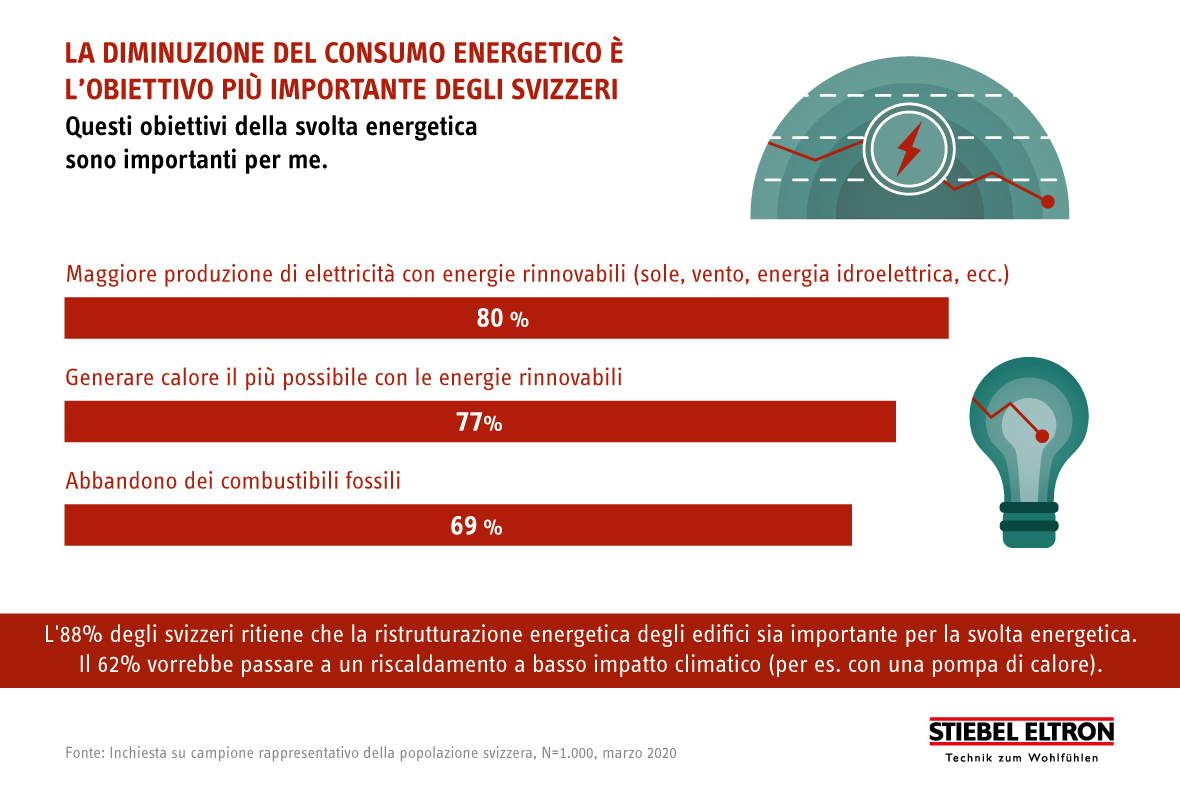 LA DIMINUZIONE DEL CONSUMO ENERGETICO È
L’OBIETTIVO PIÙ IMPORTANTE DEGLI SVIZZERI
Questi obiettivi della svolta energetica
sono importanti per me.
Maggiore produzione di elettricità con energie rinnovabili (sole, vento, energia idroelettrica, ecc.)
80 %
Generare calore il più possibile con le energie rinnovabili
77%
Abbandono dei combustibili fossili
69 %
L'88% degli svizzeri ritiene che la ristrutturazione energetica degli edifici sia importante per la svolta energetica.
Il 62% vorrebbe passare a un riscaldamento a basso impatto climatico (per es. con una pompa di calore).
STIEBEL ELTRON
Technik zum Wohlfühlen
Fonte: Inchiesta su campione rappresentativo della popolazione svizzera, N=1.000, marzo 2020